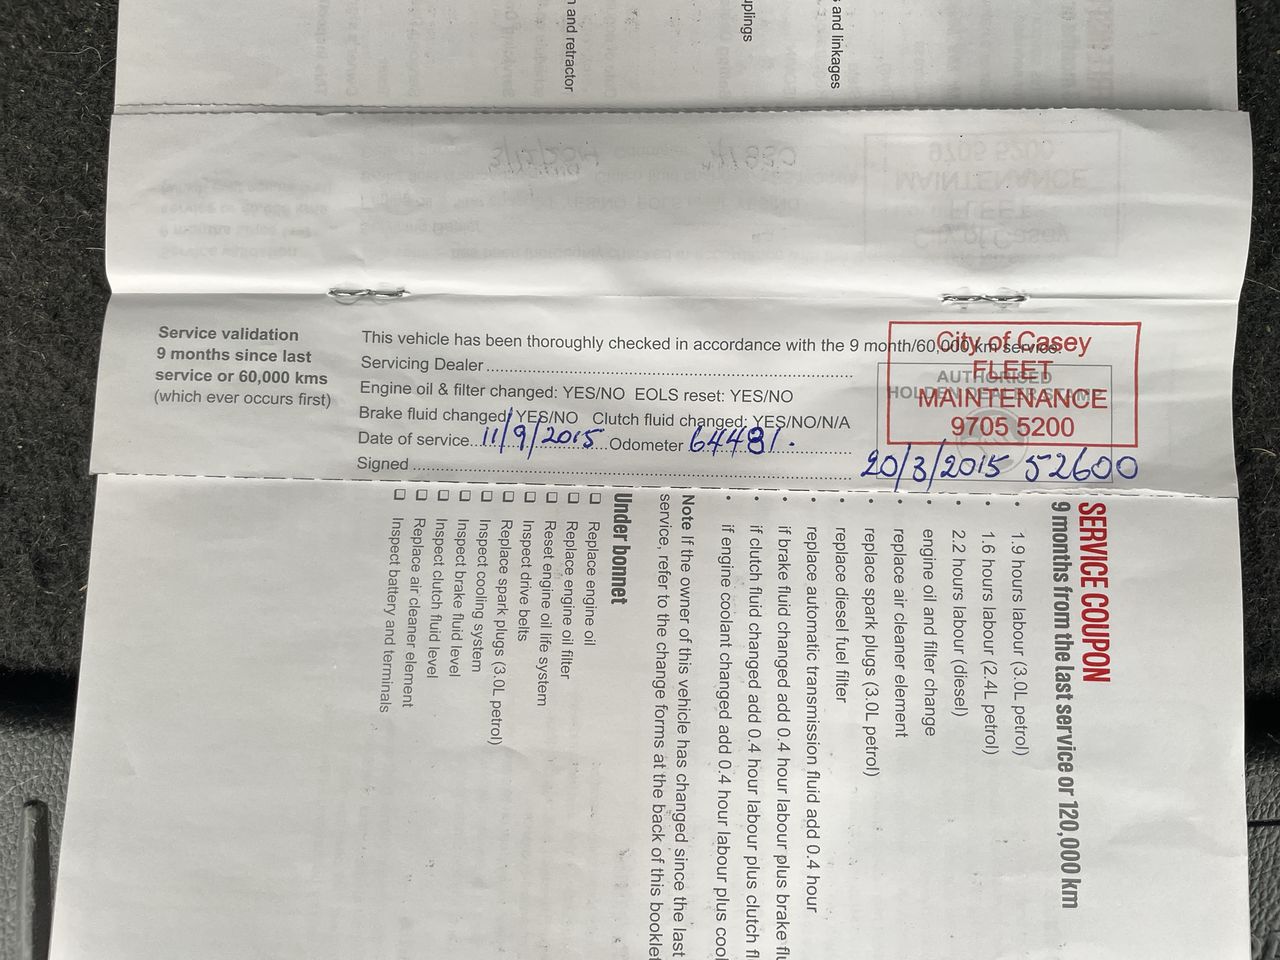 n and retractor
uplings
s and linkages
Service validation
9 months since last
service or 60,000 kms
(which ever occurs first)
This vehicle has been thoroughly checked in accordance with the 9 month/60,000 km service.
Servicing Dealer
Engine oil & filter changed: YES/NO EOLS reset: YES/NO
Brake fluid changed: YES/NO Clutch fluid changed: YES/NO/N/A
Date of service 11/9/2015 Odometer 64481.
Signed
AUTHORISED
HOLDEN DEALER STAMP
City of Casey
FLEET
MAINTENANCE
9705 5200
20/3/2015 52600
SERVICE COUPON
9 months from the last service or 120,000 km
• 1.9 hours labour (3.0L petrol)
• 1.6 hours labour (2.4L petrol)
• 2.2 hours labour (diesel)
• engine oil and filter change
• replace air cleaner element
• replace spark plugs (3.0L petrol)
• replace diesel fuel filter
• replace automatic transmission fluid add 0.4 hour
• if brake fluid changed add 0.4 hour labour plus brake flu
• if clutch fluid changed add 0.4 hour labour plus clutch fl
• if engine coolant changed add 0.4 hour labour plus cool
Note If the owner of this vehicle has changed since the last
service, refer to the change forms at the back of this booklet
Under bonnet
☐ Replace engine oil
☐ Replace engine oil filter
☐ Reset engine oil life system
☐ Inspect drive belts
☐ Replace spark plugs (3.0L petrol)
☐ Inspect cooling system
☐ Inspect brake fluid level
☐ Inspect clutch fluid level
☐ Replace air cleaner element
☐ Inspect battery and terminals